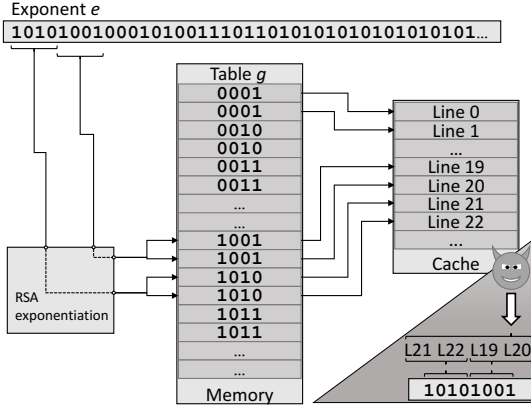 Exponent e
101010010001010011101101010101010101010101...
Table g
0001
0001
0010
0010
0011
0011
...
...
1001
1001
1010
1010
1011
1011
...
...
Memory
Line 0
Line 1
...
Line 19
Line 20
Line 21
Line 22
...
Cache
RSA
exponentiation
L21 L22 L19 L20
10101001